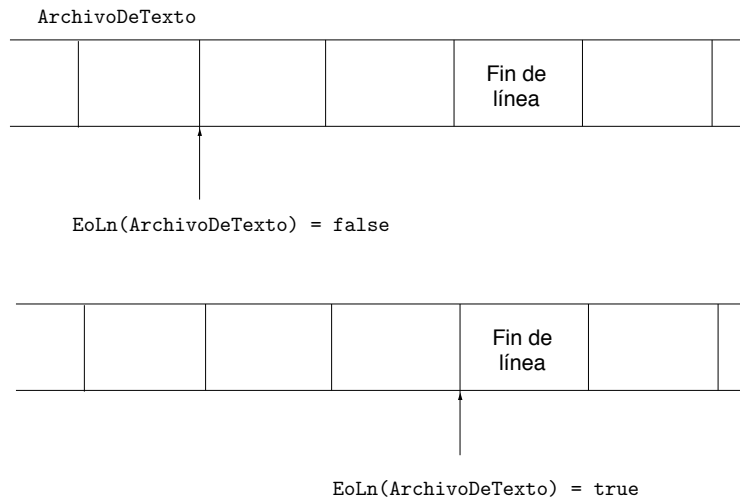 ArchivoDeTexto
Fin de
línea
EoLn(ArchivoDeTexto) = false
Fin de
línea
EoLn(ArchivoDeTexto) = true